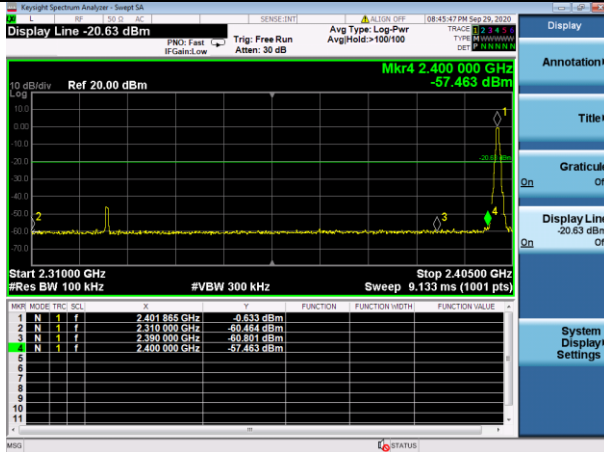 Keysight Spectrum Analyzer - Swept SA
LXI L RF 50 Ω AC SENSE:INT ALIGN OFF 08:45:47 PM Sep 29, 2020
Display Line -20.63 dBm
Avg Type: Log-Pwr
TRACE 1 2 3 4 5 6
PNO: Fast Trig: Free Run Avg|Hold:>100/100
TYPE M W W W W W
IFGain:Low Atten: 30 dB
DET P N N N N N
Mkr4 2.400 000 GHz
-57.463 dBm
10 dB/div Ref 20.00 dBm
Log
10.0
0.00
-10.0
-20.0
-20.63 dBm
-30.0
-40.0
-50.0
-60.0
-70.0
1
2
3
4
Start 2.31000 GHz Stop 2.40500 GHz
#Res BW 100 kHz #VBW 300 kHz Sweep 9.133 ms (1001 pts)
MKR MODE TRC SCL X Y FUNCTION FUNCTION WIDTH FUNCTION VALUE
1 N 1 f 2.401 865 GHz -0.633 dBm
2 N 1 f 2.310 000 GHz -60.464 dBm
3 N 1 f 2.390 000 GHz -60.801 dBm
4 N 1 f 2.400 000 GHz -57.463 dBm
5
6
7
8
9
10
11
MSG STATUS
Display
Annotation
Title
Graticule
On Of
Display Line
-20.63 dBm
On Of
System
Display
Settings